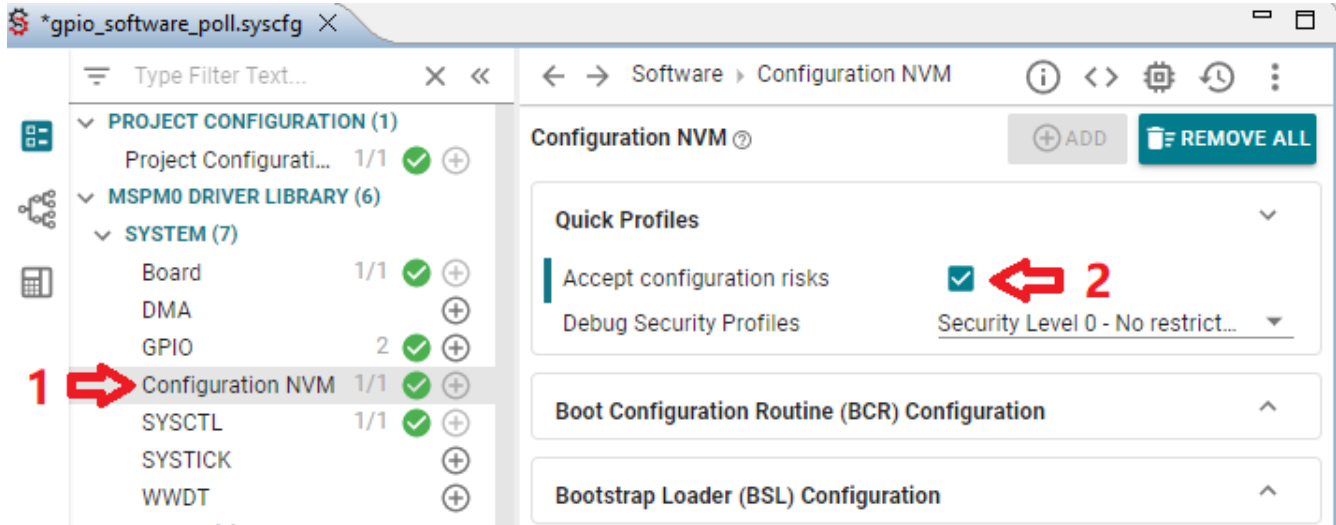 *gpio_software_poll.syscfg
Type Filter Text...
Software Configuration NVM
PROJECT CONFIGURATION (1)
Project Configurati... 1/1
MSPM0 DRIVER LIBRARY (6)
SYSTEM (7)
Board 1/1
DMA
GPIO 2
1 Configuration NVM 1/1
SYSCTL 1/1
SYSTICK
WWDT
Configuration NVM
ADD
REMOVE ALL
Quick Profiles
Accept configuration risks 2
Debug Security Profiles Security Level 0 - No restrict...
Boot Configuration Routine (BCR) Configuration
Bootstrap Loader (BSL) Configuration